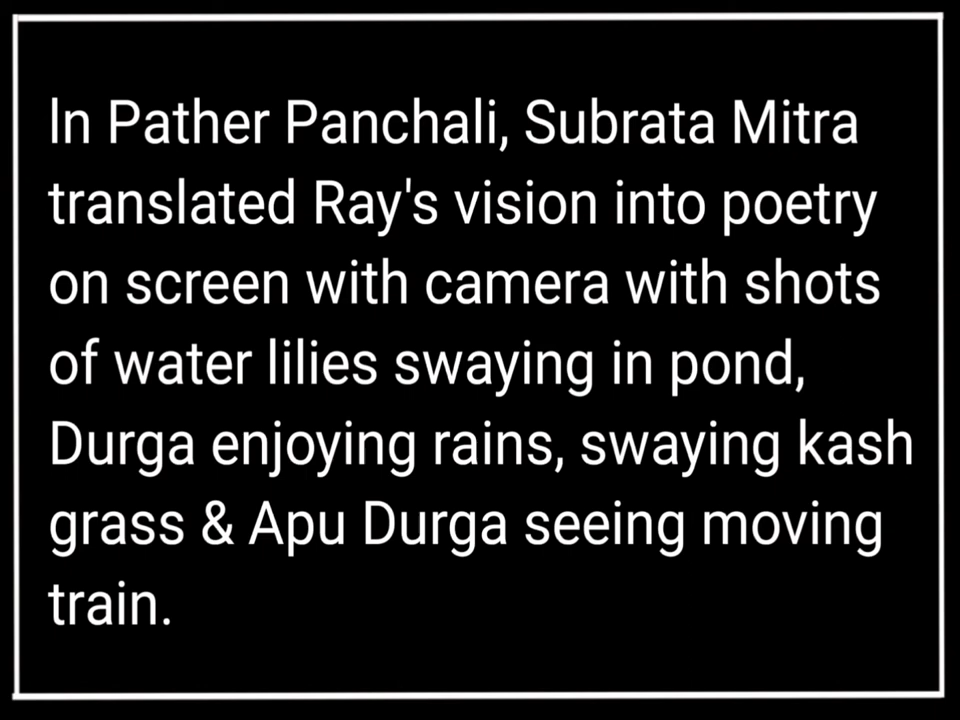 In Pather Panchali, Subrata Mitra
translated Ray's vision into poetry
on screen with camera with shots
of water lilies swaying in pond,
Durga enjoying rains, swaying kash
grass & Apu Durga seeing moving
train.